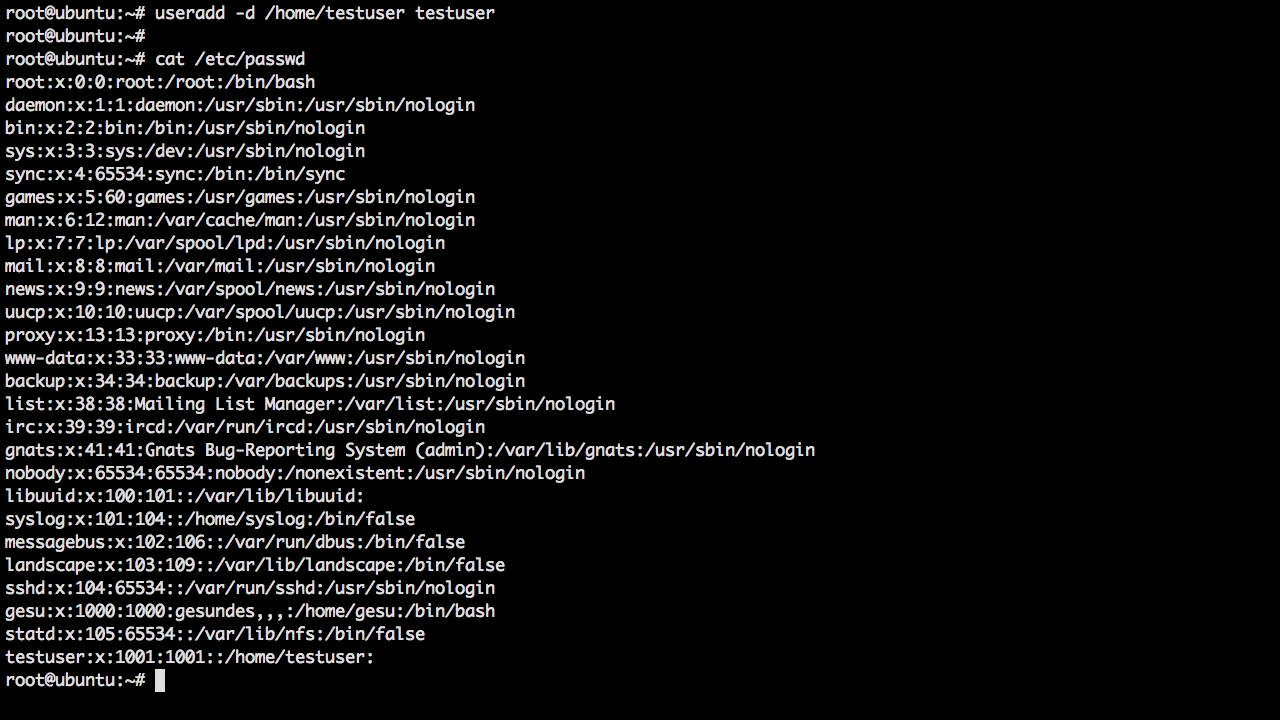 root@ubuntu:~# useradd -d /home/testuser testuser
root@ubuntu:~#
root@ubuntu:~# cat /etc/passwd
root:x:0:0:root:/root:/bin/bash
daemon:x:1:1:daemon:/usr/sbin:/usr/sbin/nologin
bin:x:2:2:bin:/bin:/usr/sbin/nologin
sys:x:3:3:sys:/dev:/usr/sbin/nologin
sync:x:4:65534:sync:/bin:/bin/sync
games:x:5:60:games:/usr/games:/usr/sbin/nologin
man:x:6:12:man:/var/cache/man:/usr/sbin/nologin
lp:x:7:7:lp:/var/spool/lpd:/usr/sbin/nologin
mail:x:8:8:mail:/var/mail:/usr/sbin/nologin
news:x:9:9:news:/var/spool/news:/usr/sbin/nologin
uucp:x:10:10:uucp:/var/spool/uucp:/usr/sbin/nologin
proxy:x:13:13:proxy:/bin:/usr/sbin/nologin
www-data:x:33:33:www-data:/var/www:/usr/sbin/nologin
backup:x:34:34:backup:/var/backups:/usr/sbin/nologin
list:x:38:38:Mailing List Manager:/var/list:/usr/sbin/nologin
irc:x:39:39:ircd:/var/run/ircd:/usr/sbin/nologin
gnats:x:41:41:Gnats Bug-Reporting System (admin):/var/lib/gnats:/usr/sbin/nologin
nobody:x:65534:65534:nobody:/nonexistent:/usr/sbin/nologin
libuuid:x:100:101::/var/lib/libuuid:
syslog:x:101:104::/home/syslog:/bin/false
messagebus:x:102:106::/var/run/dbus:/bin/false
landscape:x:103:109::/var/lib/landscape:/bin/false
sshd:x:104:65534::/var/run/sshd:/usr/sbin/nologin
gesu:x:1000:1000:gesundes,,,:/home/gesu:/bin/bash
statd:x:105:65534::/var/lib/nfs:/bin/false
testuser:x:1001:1001::/home/testuser:
root@ubuntu:~#